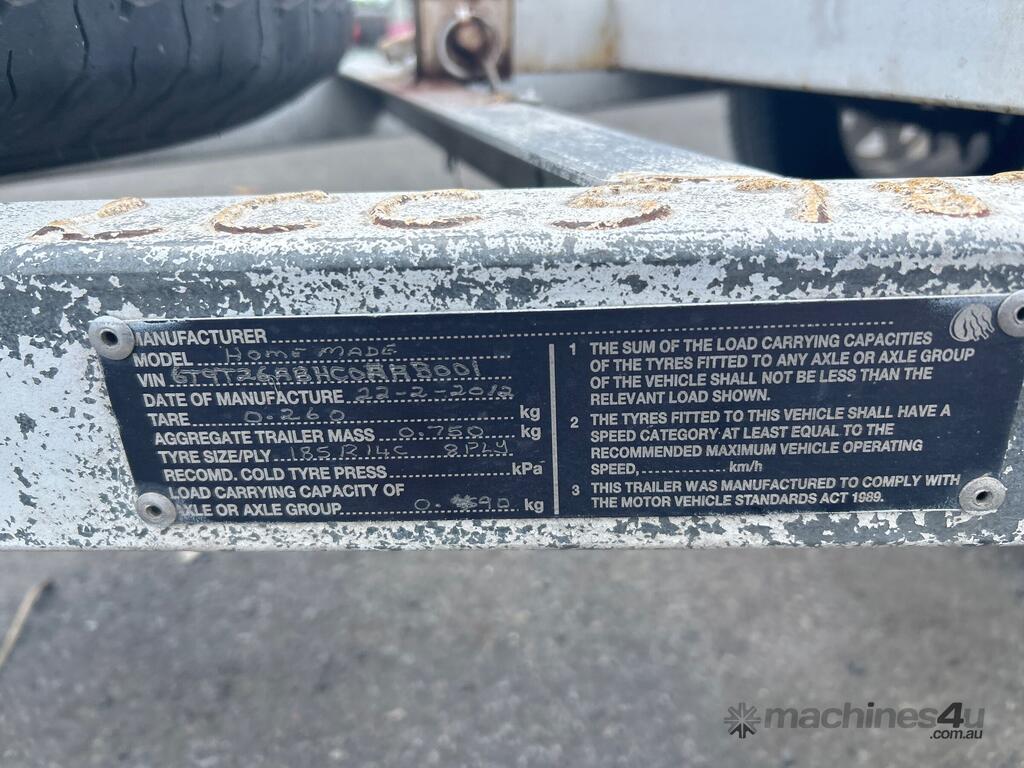 MANUFACTURER
MODEL HOME MADE
VIN 6T9T26ABHC0AAB001
DATE OF MANUFACTURE 22-2-2012
TARE 0.260 kg
AGGREGATE TRAILER MASS 0.750 kg
TYRE SIZE/PLY 185R14C 8PLY
RECOMD. COLD TYRE PRESS kPa
LOAD CARRYING CAPACITY OF
AXLE OR AXLE GROUP kg
1 THE SUM OF THE LOAD CARRYING CAPACITIES
OF THE TYRES FITTED TO ANY AXLE OR AXLE GROUP
OF THE VEHICLE SHALL NOT BE LESS THAN THE
RELEVANT LOAD SHOWN.
2 THE TYRES FITTED TO THIS VEHICLE SHALL HAVE A
SPEED CATEGORY AT LEAST EQUAL TO THE
RECOMMENDED MAXIMUM VEHICLE OPERATING
SPEED,.............. km/h
3 THIS TRAILER WAS MANUFACTURED TO COMPLY WITH
THE MOTOR VEHICLE STANDARDS ACT 1989.
machines4u
.com.au